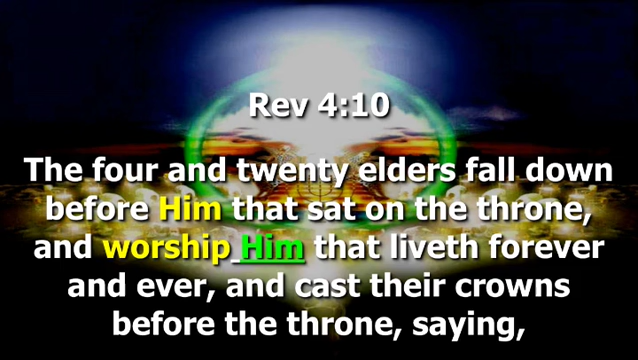 Rev 4:10
The four and twenty elders fall down
before Him that sat on the throne,
and worship Him that liveth forever
and ever, and cast their crowns
before the throne, saying,